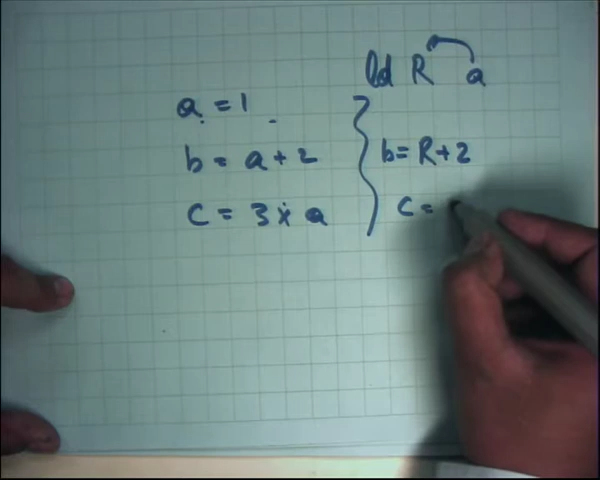 ld R a
a = 1
b = a + 2
b = R + 2
c = 3 x a
c =